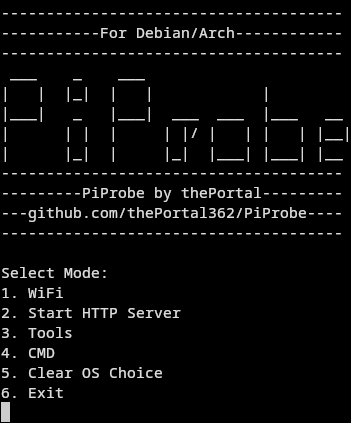 --------------------------------------
-----------For Debian/Arch------------
--------------------------------------
PiProbe
--------------------------------------
---------PiProbe by thePortal---------
---github.com/thePortal362/PiProbe----
--------------------------------------
Select Mode:
1. WiFi
2. Start HTTP Server
3. Tools
4. CMD
5. Clear OS Choice
6. Exit